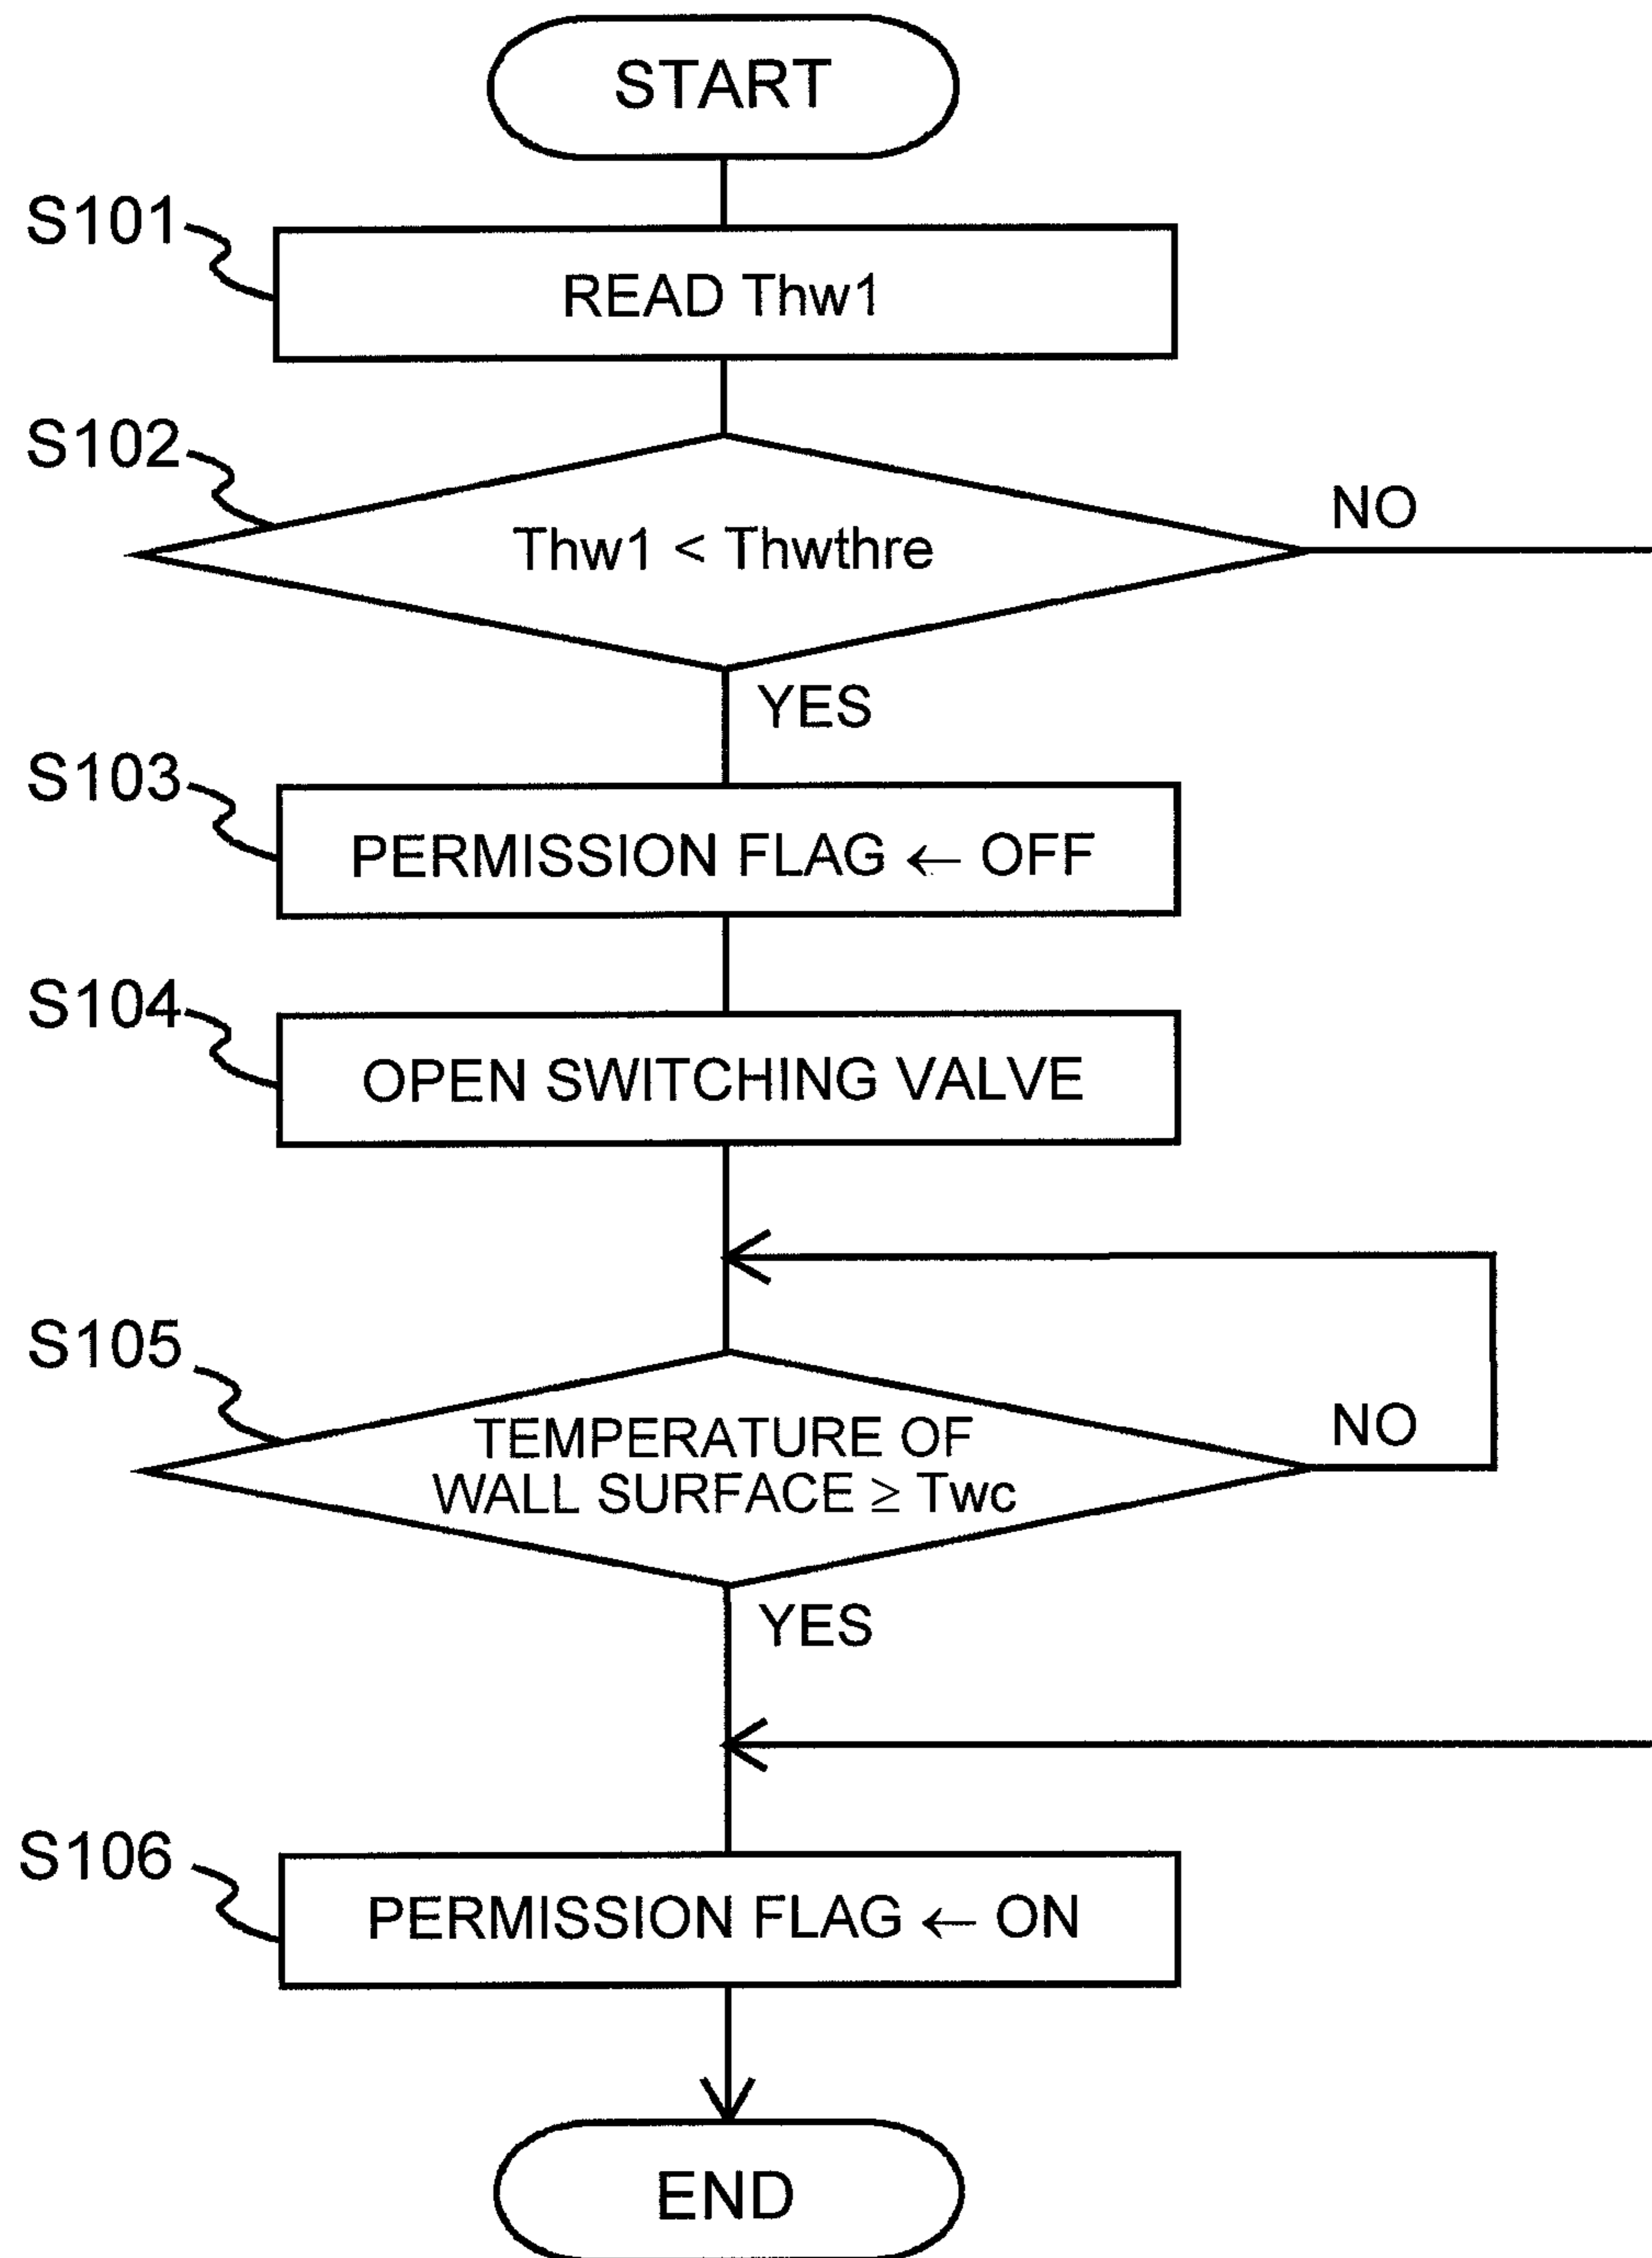 START
S101
READ Thw1
S102
Thw1 < Thwthre
NO
YES
S103
PERMISSION FLAG ← OFF
S104
OPEN SWITCHING VALVE
S105
TEMPERATURE OF
WALL SURFACE ≥ Twc
NO
YES
S106
PERMISSION FLAG ← ON
END